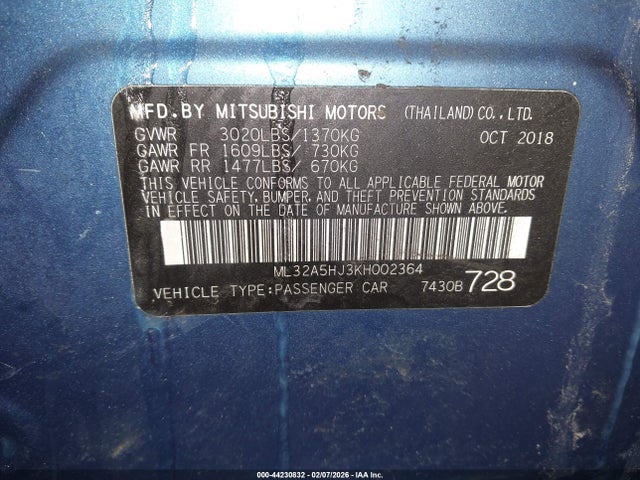 MFD.BY MITSUBISHI MOTORS (THAILAND)CO.,LTD.
GVWR 3020LBS/1370KG OCT 2018
GAWR FR 1609LBS/ 730KG
GAWR RR 1477LBS/ 670KG
THIS VEHICLE CONFORMS TO ALL APPLICABLE FEDERAL MOTOR
VEHICLE SAFETY, BUMPER, AND THEFT PREVENTION STANDARDS
IN EFFECT ON THE DATE OF MANUFACTURE SHOWN ABOVE.
ML32A5HJ3KH002364
VEHICLE TYPE:PASSENGER CAR 7430B 728
000-44230832 - 02/07/2026 - IAA Inc.